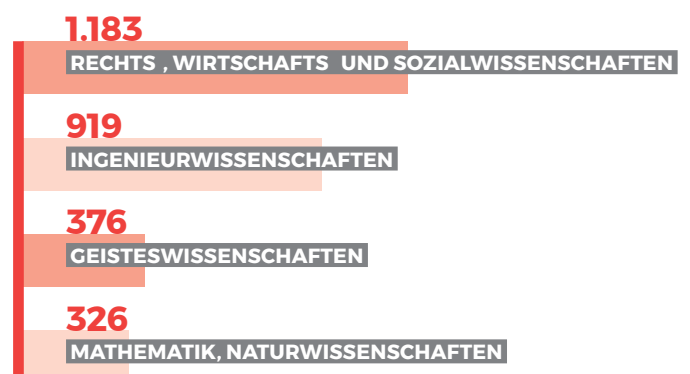 1.183
RECHTS , WIRTSCHAFTS UND SOZIALWISSENSCHAFTEN
919
INGENIEURWISSENSCHAFTEN
376
GEISTESWISSENSCHAFTEN
326
MATHEMATIK, NATURWISSENSCHAFTEN